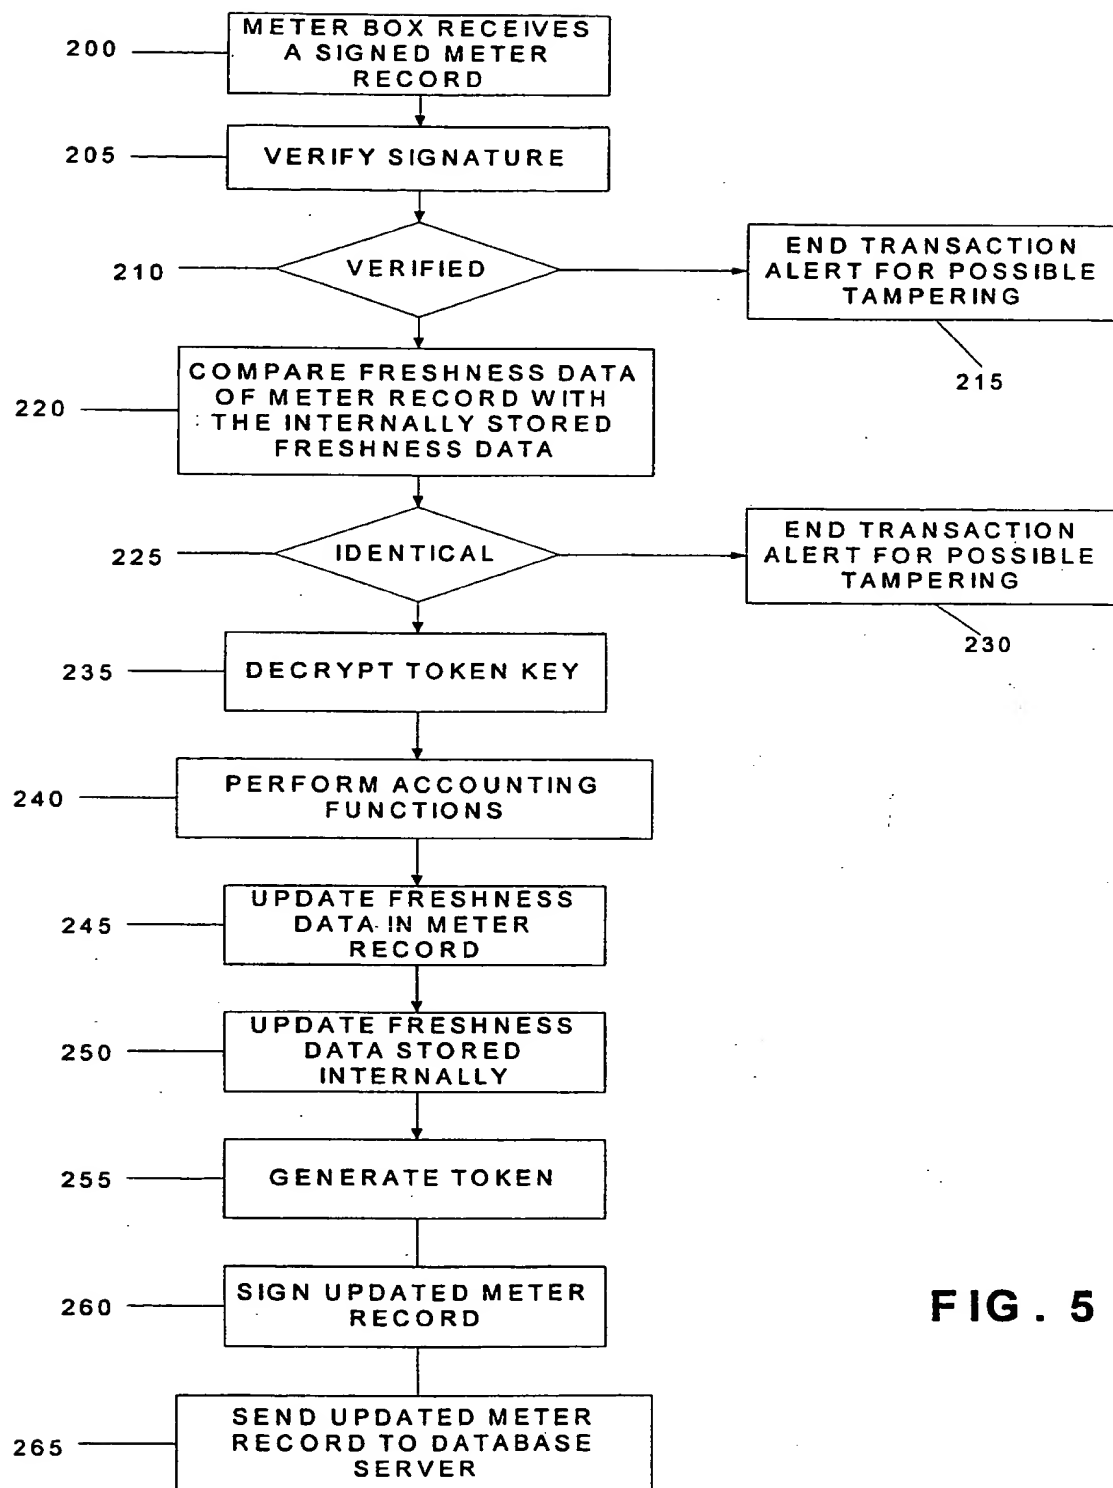 200
METER BOX RECEIVES
A SIGNED METER
RECORD
205
VERIFY SIGNATURE
210
VERIFIED
END TRANSACTION
ALERT FOR POSSIBLE
TAMPERING
215
220
COMPARE FRESHNESS DATA
OF METER RECORD WITH
THE INTERNALLY STORED
FRESHNESS DATA
225
IDENTICAL
END TRANSACTION
ALERT FOR POSSIBLE
TAMPERING
230
235
DECRYPT TOKEN KEY
240
PERFORM ACCOUNTING
FUNCTIONS
245
UPDATE FRESHNESS
DATA IN METER
RECORD
250
UPDATE FRESHNESS
DATA STORED
INTERNALLY
255
GENERATE TOKEN
260
SIGN UPDATED METER
RECORD
FIG. 5
265
SEND UPDATED METER
RECORD TO DATABASE
SERVER